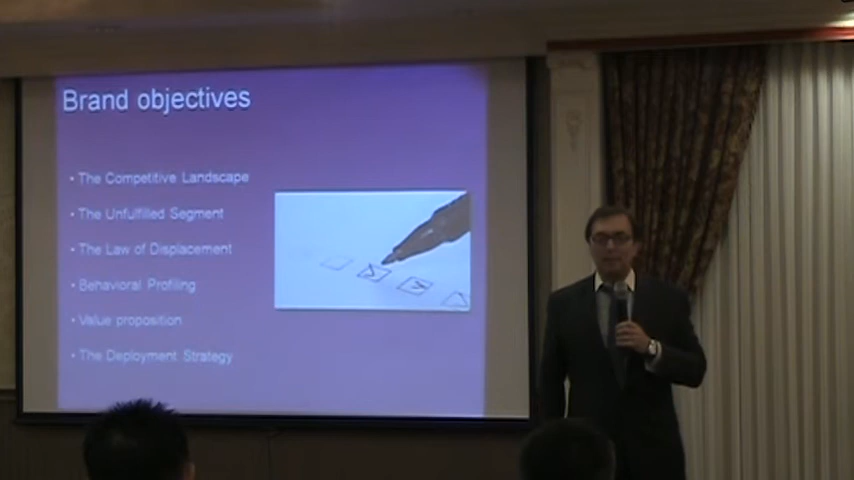 Brand objectives
• The Competitive Landscape
• The Unfulfilled Segment
• The Law of Displacement
• Behavioral Profiling
• Value proposition
• The Deployment Strategy